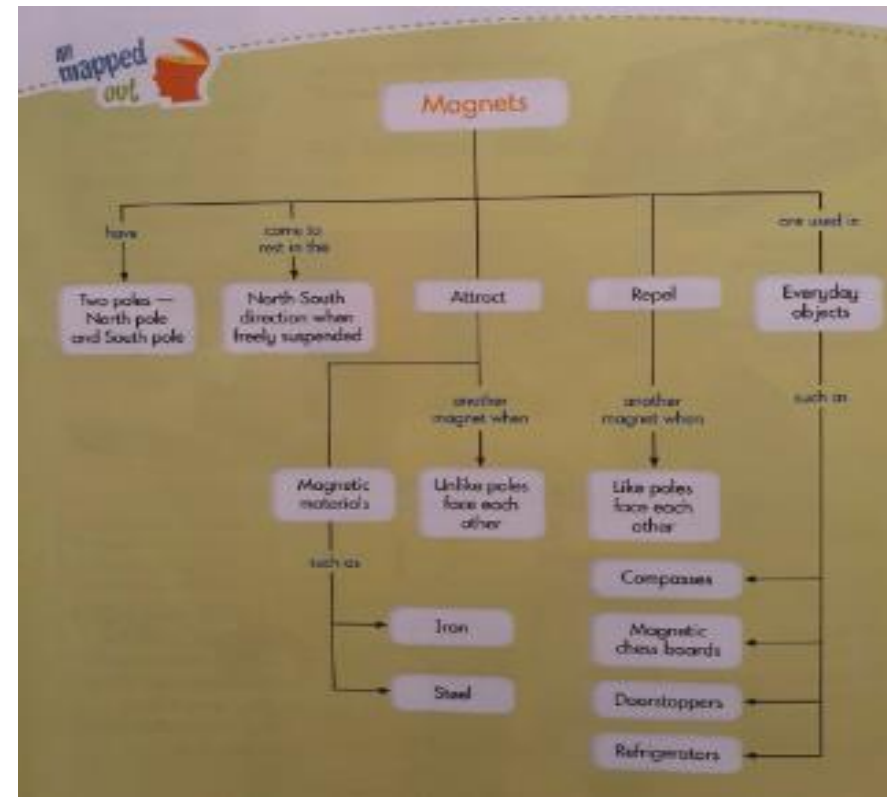 mapped
out
Magnets
have
come to
rest in the
are used in
Two poles —
North pole
and South pole
North South
direction when
freely suspended
Attract
Repel
Everyday
objects
another
magnet when
another
magnet when
such as
Magnetic
materials
Unlike poles
face each
other
Like poles
face each
other
such as
Compasses
Iron
Magnetic
chess boards
Steel
Doorstoppers
Refrigerators